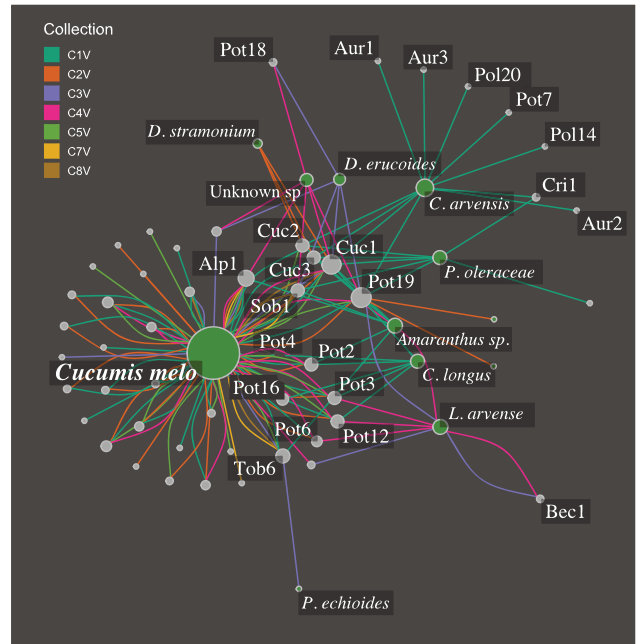 Collection
C1V
C2V
C3V
C4V
C5V
C7V
C8V
Pot18
Aur1
Aur3
Pol20
Pot7
Pol14
D. stramonium
D. erucoides
Unknown sp
C. arvensis
Cri1
Aur2
Cuc2
Cuc1
Alp1
Cuc3
Pot19
P. oleraceae
Sob1
Pot4
Amaranthus sp.
Pot2
Cucumis melo
C. longus
Pot16
Pot3
L. arvense
Pot6
Pot12
Tob6
Bec1
P. echioides